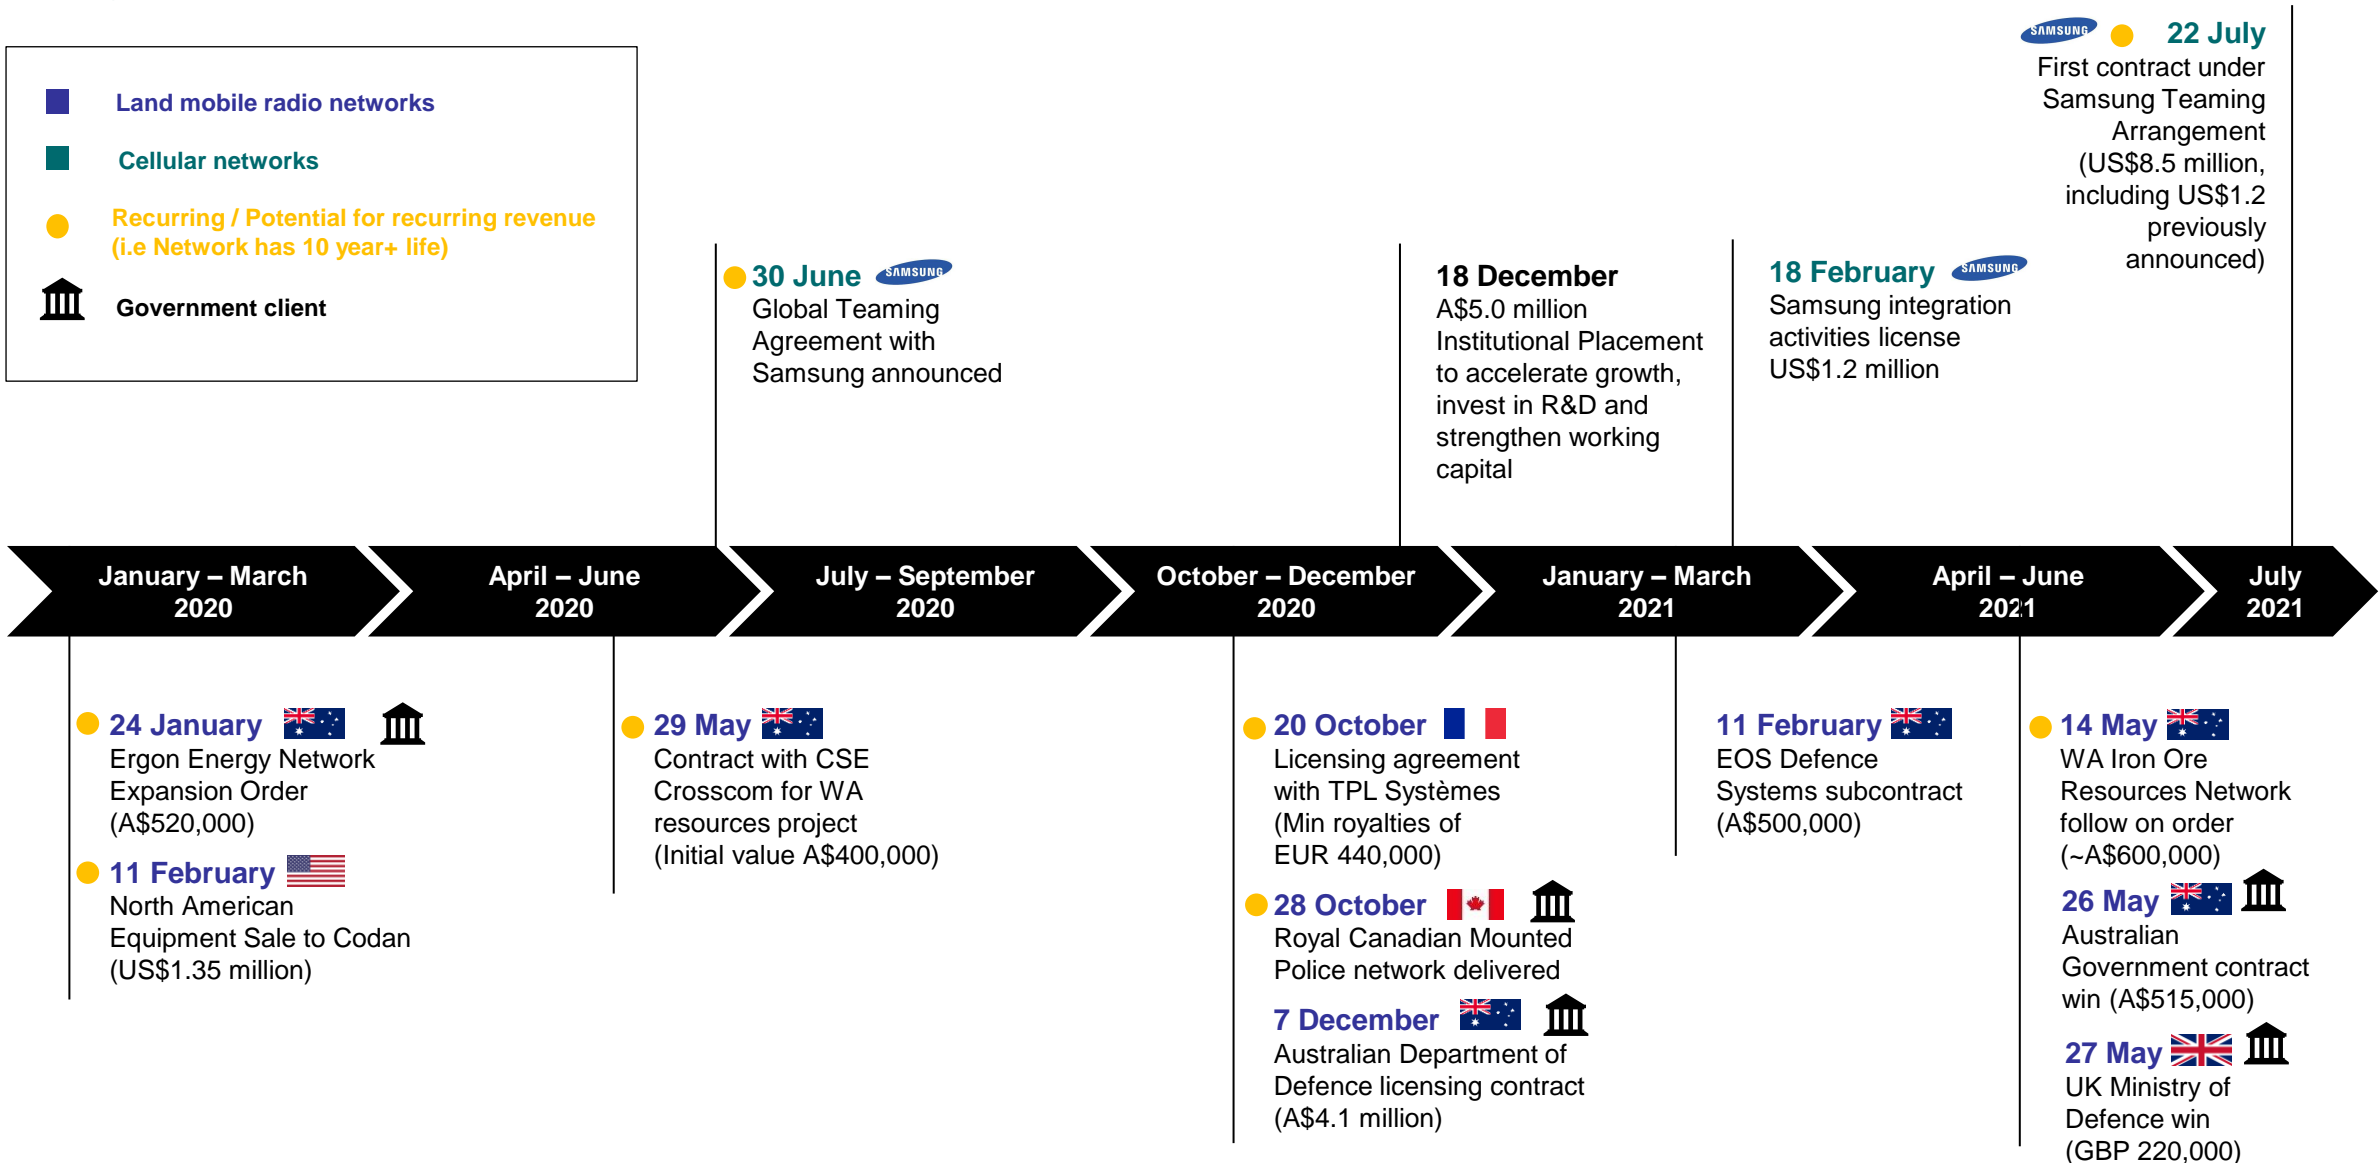 Land mobile radio networks
Cellular networks
Recurring / Potential for recurring revenue
(i.e Network has 10 year+ life)
Government client
30 June SAMSUNG
Global Teaming
Agreement with
Samsung announced
18 December
A$5.0 million
Institutional Placement
to accelerate growth,
invest in R&D and
strengthen working
capital
18 February SAMSUNG
Samsung integration
activities license
US$1.2 million
SAMSUNG 22 July
First contract under
Samsung Teaming
Arrangement
(US$8.5 million,
including US$1.2
previously
announced)
January – March
2020
April – June
2020
July – September
2020
October – December
2020
January – March
2021
April – June
2021
July
2021
24 January
Ergon Energy Network
Expansion Order
(A$520,000)
11 February
North American
Equipment Sale to Codan
(US$1.35 million)
29 May
Contract with CSE
Crosscom for WA
resources project
(Initial value A$400,000)
20 October
Licensing agreement
with TPL Systèmes
(Min royalties of
EUR 440,000)
28 October
Royal Canadian Mounted
Police network delivered
7 December
Australian Department of
Defence licensing contract
(A$4.1 million)
11 February
EOS Defence
Systems subcontract
(A$500,000)
14 May
WA Iron Ore
Resources Network
follow on order
(~A$600,000)
26 May
Australian
Government contract
win (A$515,000)
27 May
UK Ministry of
Defence win
(GBP 220,000)